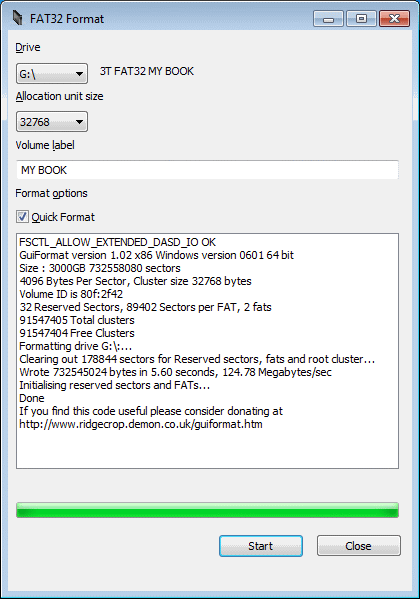 FAT32 Format
Drive
G:\
3T FAT32 MY BOOK
Allocation unit size
32768
Volume label
MY BOOK
Format options
Quick Format
FSCTL_ALLOW_EXTENDED_DASD_IO OK
GuiFormat version 1.02 x86 Windows version 0601 64 bit
Size : 3000GB 732558080 sectors
4096 Bytes Per Sector, Cluster size 32768 bytes
Volume ID is 80f:2f42
32 Reserved Sectors, 89402 Sectors per FAT, 2 fats
91547405 Total clusters
91547404 Free Clusters
Formatting drive G:\:...
Clearing out 178844 sectors for Reserved sectors, fats and root cluster...
Wrote 732545024 bytes in 5.60 seconds, 124.78 Megabytes/sec
Initialising reserved sectors and FATs...
Done
If you find this code useful please consider donating at
http://www.ridgecrop.demon.co.uk/guiformat.htm
Start
Close